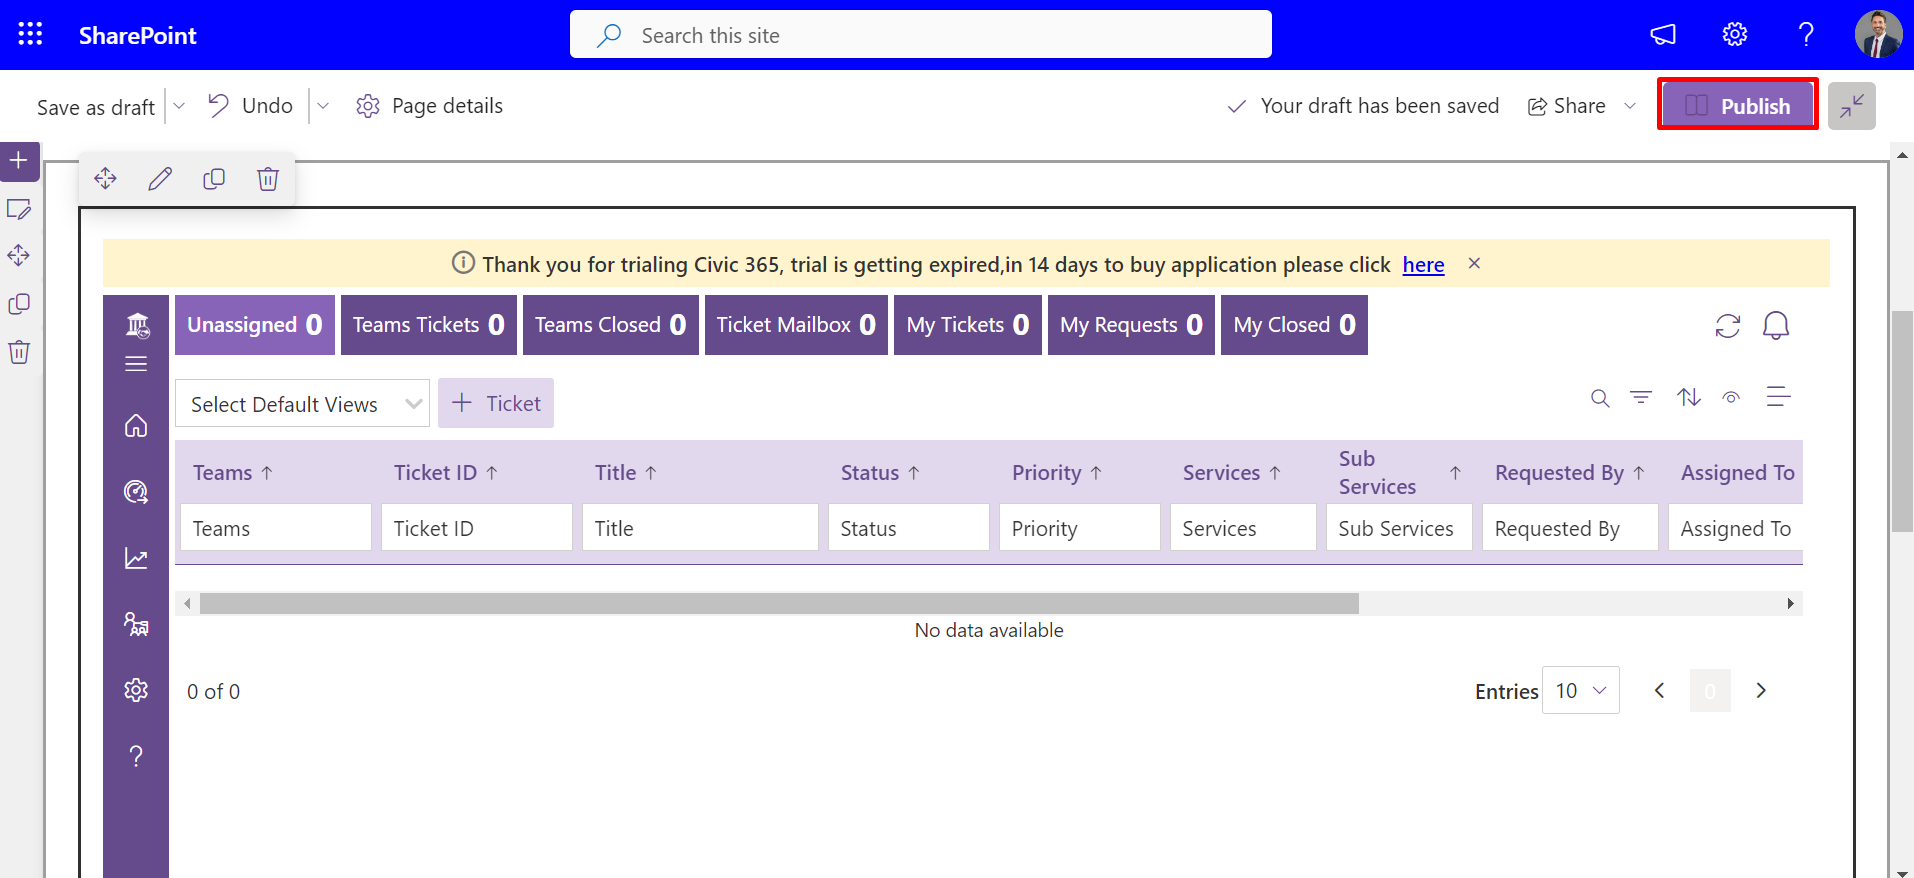 SharePoint
Search this site
Save as draft
Undo
Page details
Your draft has been saved
Share
Publish
Thank you for trialing Civic 365, trial is getting expired,in 14 days to buy application please click here
Unassigned 0
Teams Tickets 0
Teams Closed 0
Ticket Mailbox 0
My Tickets 0
My Requests 0
My Closed 0
Select Default Views
Ticket
Teams
Ticket ID
Title
Status
Priority
Services
Sub
Services
Requested By
Assigned To
Teams
Ticket ID
Title
Status
Priority
Services
Sub Services
Requested By
Assigned To
No data available
0 of 0
Entries
10
0